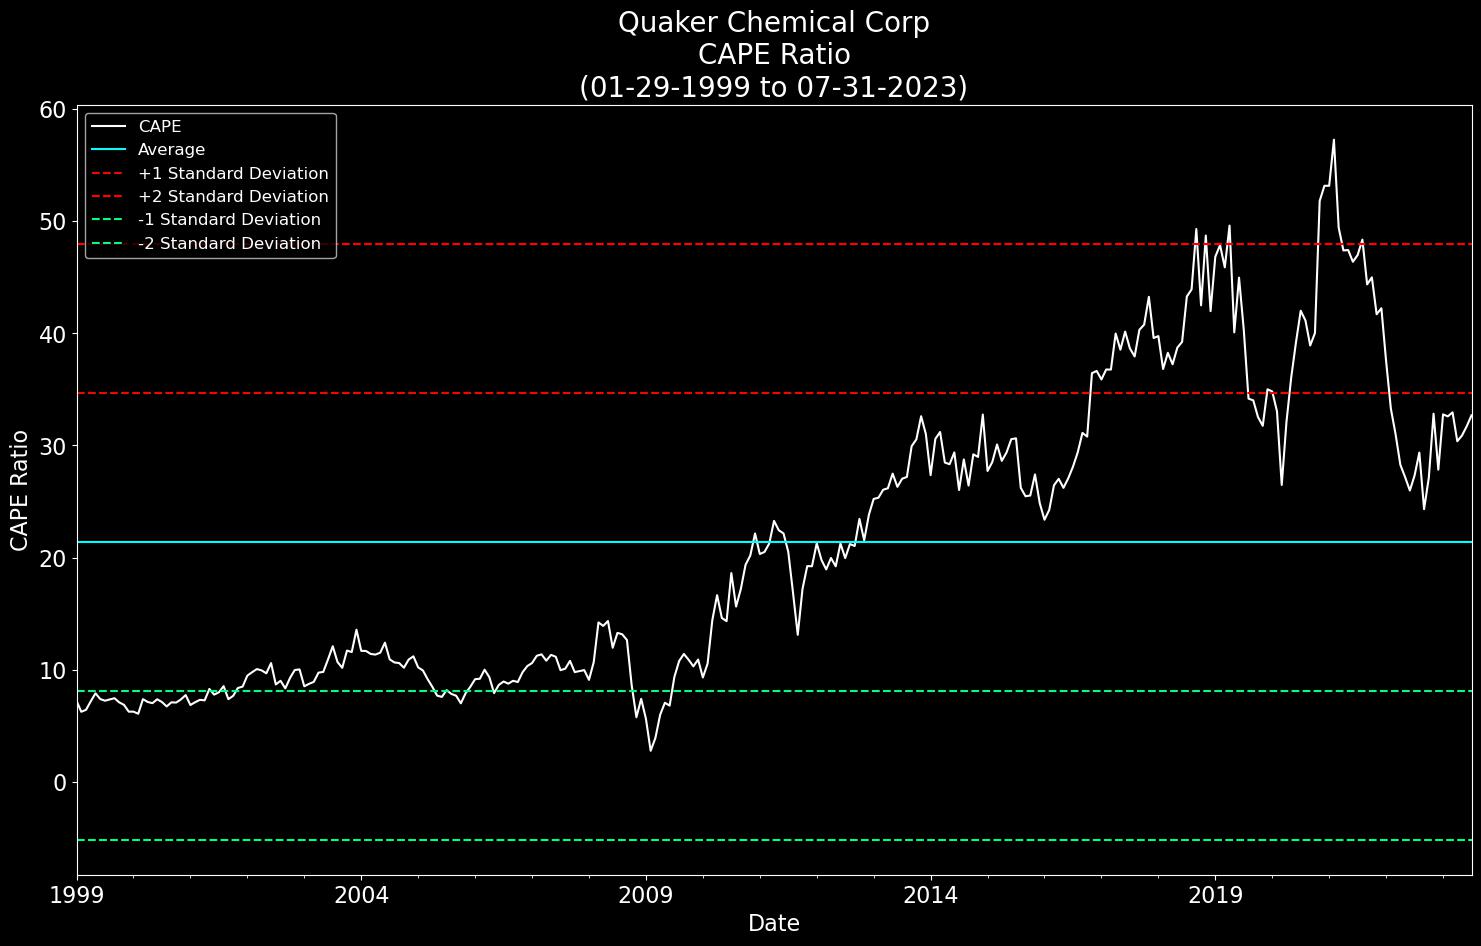 Quaker Chemical Corp
CAPE Ratio
(01-29-1999 to 07-31-2023)
CAPE
Average
+1 Standard Deviation
+2 Standard Deviation
-1 Standard Deviation
-2 Standard Deviation
60
50
40
30
20
10
0
CAPE Ratio
1999 2004 2009 2014 2019
Date